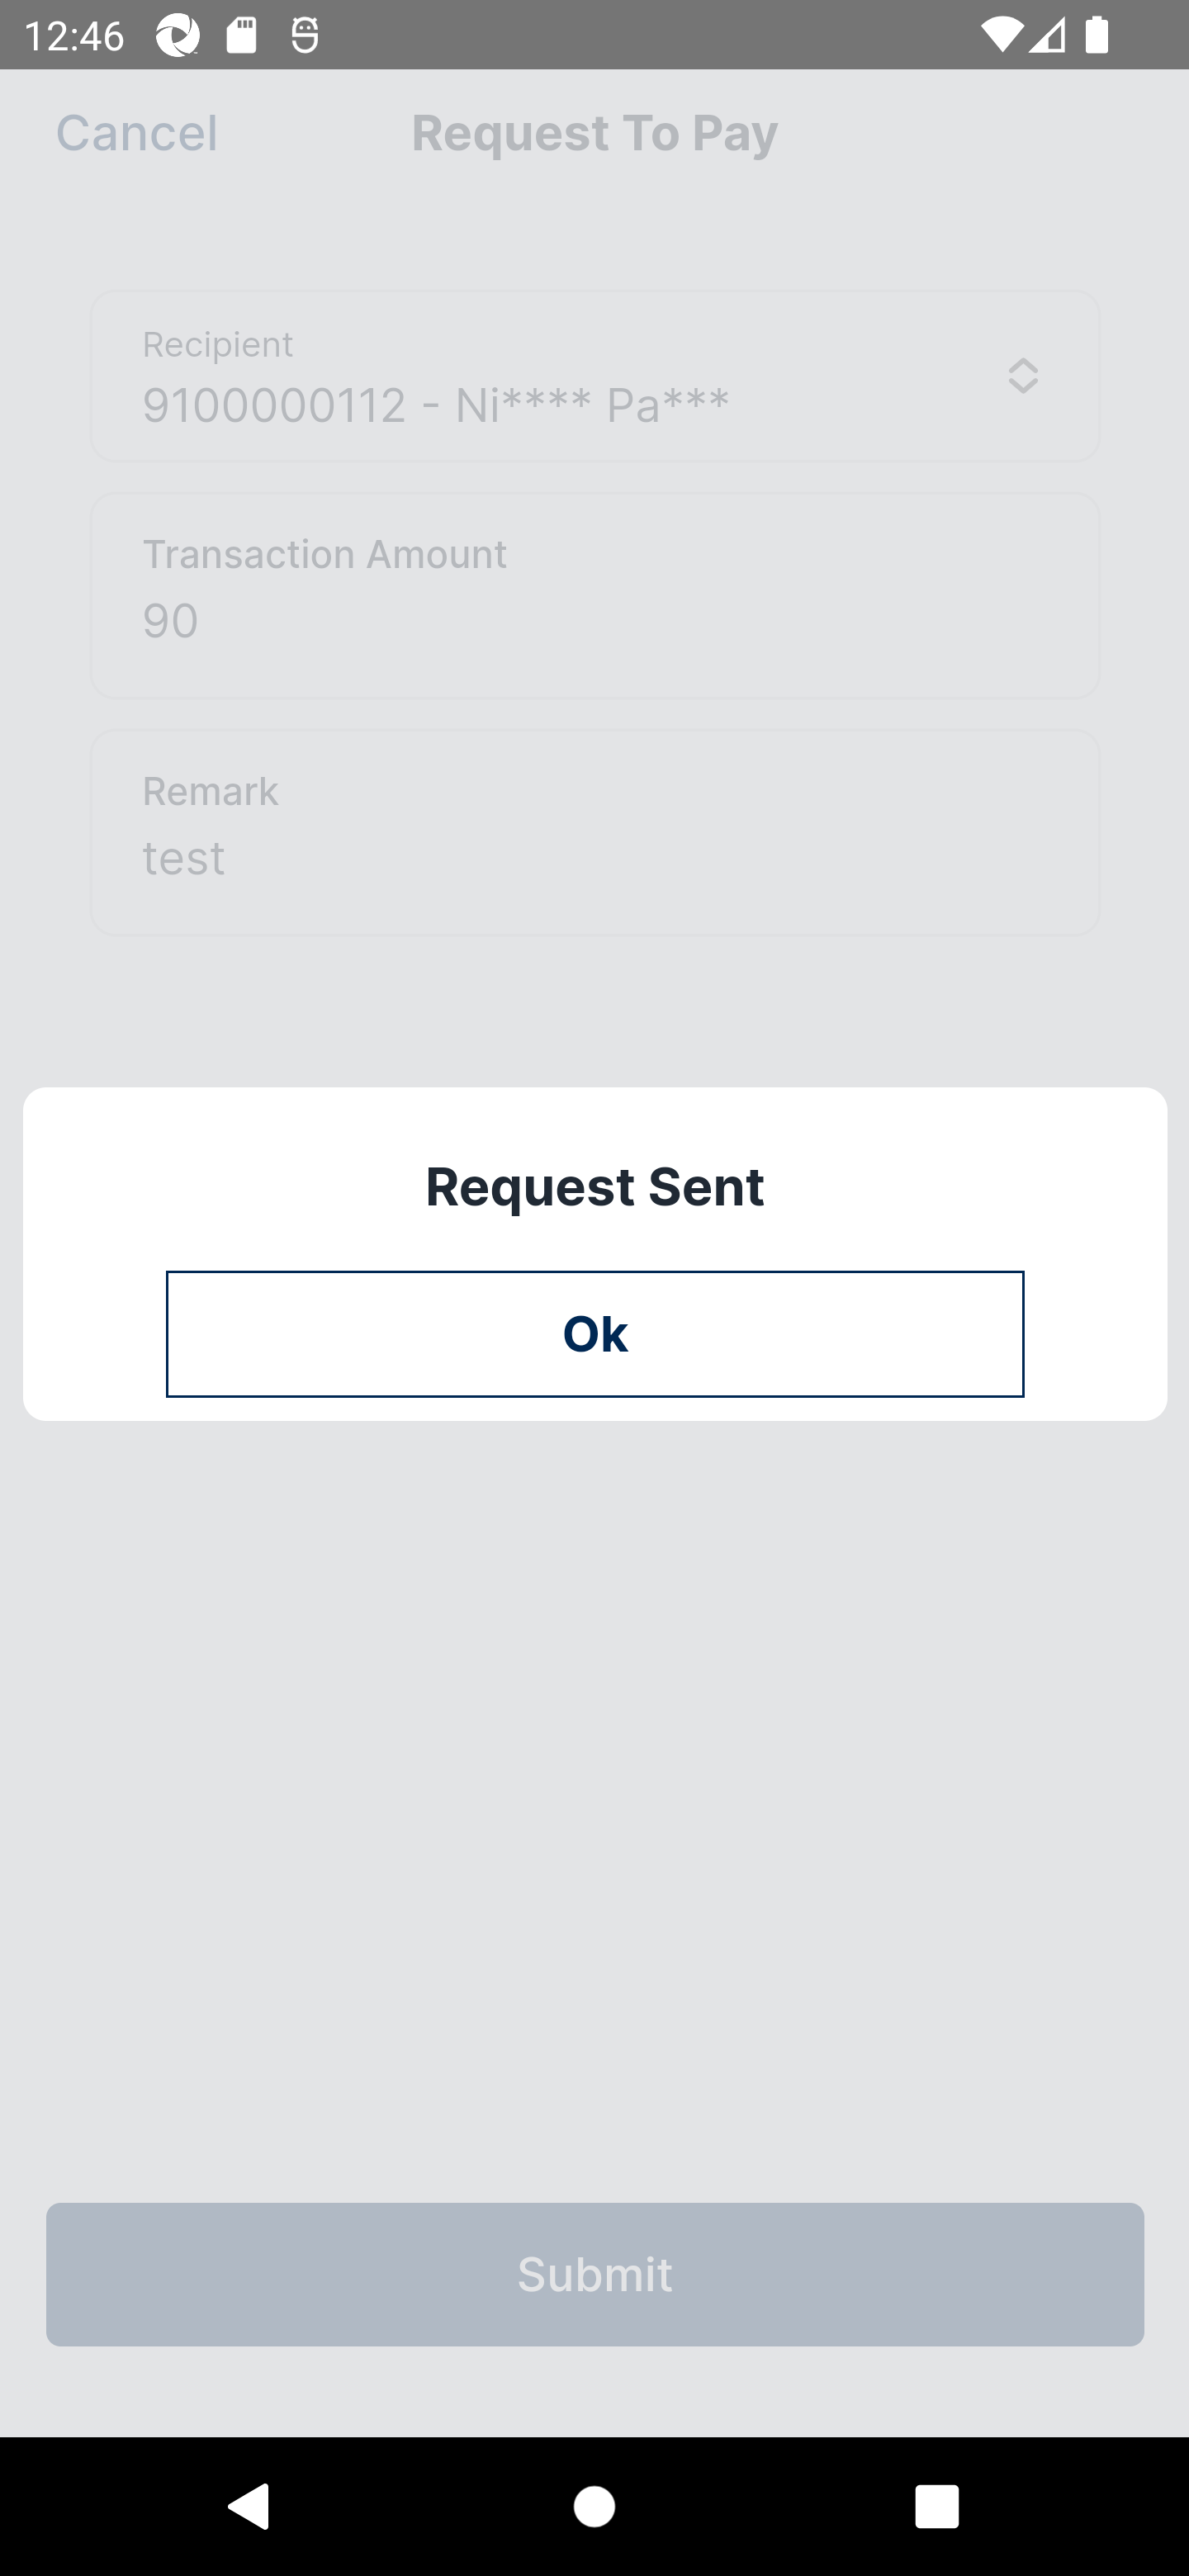 12:46
Cancel
Request To Pay
Recipient
9100000112 - Ni**** Pa***
Transaction Amount
90
Remark
test
Request Sent
Ok
Submit